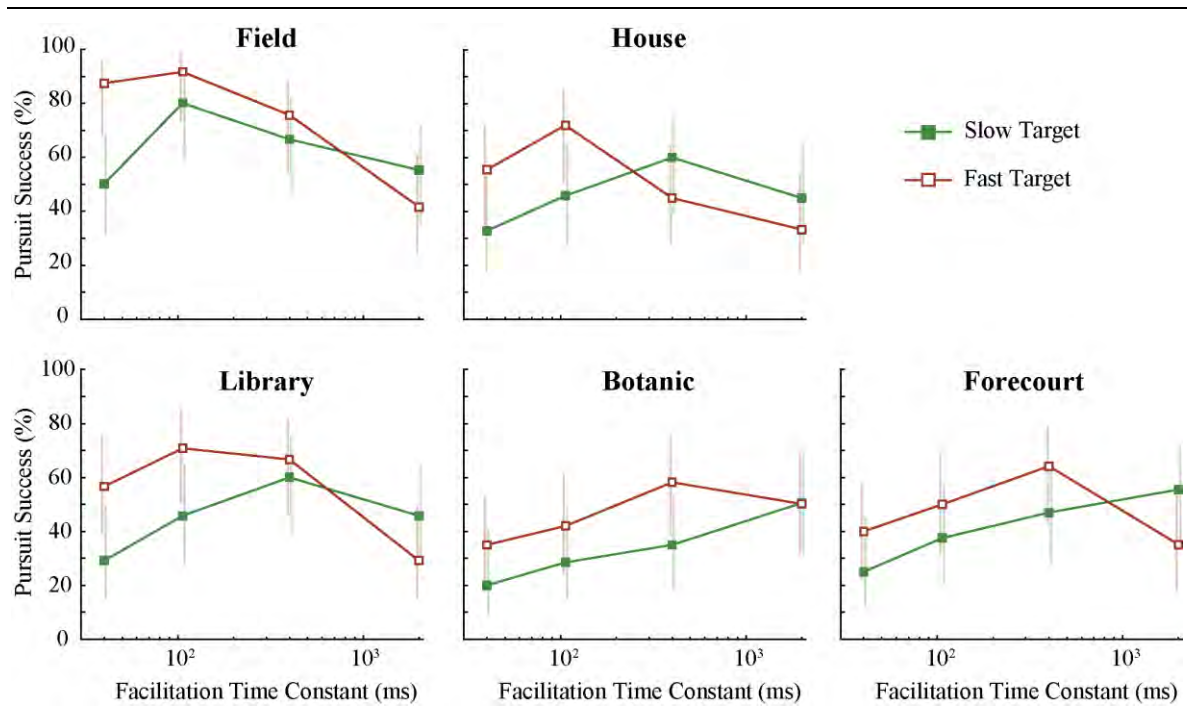 Field
House
100
80
60
40
20
0
Pursuit Success (%)
Slow Target
Fast Target
Library
Botanic
Forecourt
100
80
60
40
20
0
Pursuit Success (%)
10²
10³
10²
10³
10²
10³
Facilitation Time Constant (ms)
Facilitation Time Constant (ms)
Facilitation Time Constant (ms)